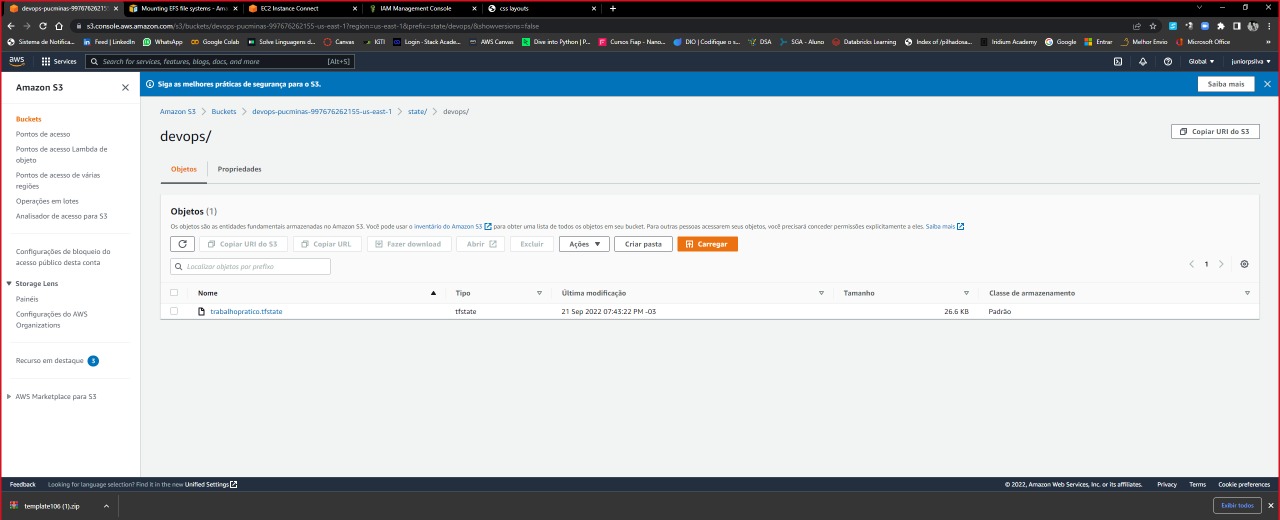 devops-pucminas-997676262155
Mounting EFS file systems - Ama
EC2 Instance Connect
IAM Management Console
css layouts
s3.console.aws.amazon.com/s3/buckets/devops-pucminas-997676262155-us-east-1?region=us-east-1&prefix=state/devops/&showversions=false
Sistema de Notifica... Feed | LinkedIn WhatsApp Google Colab Solve Linguagens d... Canvas IGTI Login - Stack Acade... AWS Canvas Dive into Python | P... Cursos Fiap - Nano... DIO | Codifique o s... DSA SGA - Aluno Databricks Learning Index of /pilhadosa... Iridium Academy Google Entrar Melhor Envio Microsoft Office
aws Services Search for services, features, blogs, docs, and more [Alt+S] Global juniorpsilva
Amazon S3
Siga as melhores práticas de segurança para o S3. Saiba mais
Buckets
Pontos de acesso
Pontos de acesso Lambda de
objeto
Pontos de acesso de várias
regiões
Operações em lotes
Analisador de acesso para S3
Configurações de bloqueio do
acesso público desta conta
Storage Lens
Painéis
Configurações do AWS
Organizations
Recurso em destaque 3
AWS Marketplace para S3
Amazon S3 Buckets devops-pucminas-997676262155-us-east-1 state/ devops/
devops/
Copiar URI do S3
Objetos Propriedades
Objetos (1)
Os objetos são as entidades fundamentais armazenadas no Amazon S3. Você pode usar o inventário do Amazon S3 para obter uma lista de todos os objetos em seu bucket. Para outras pessoas acessarem seus objetos, você precisará conceder permissões explicitamente a eles. Saiba mais
Copiar URI do S3 Copiar URL Fazer download Abrir Excluir Ações Criar pasta Carregar
Localizar objetos por prefixo
1
Nome Tipo Última modificação Tamanho Classe de armazenamento
trabalhopratico.tfstate tfstate 21 Sep 2022 07:43:22 PM -03 26.6 KB Padrão
Feedback Looking for language selection? Find it in the new Unified Settings © 2022, Amazon Web Services, Inc. or its affiliates. Privacy Terms Cookie preferences
template106 (1).zip Exibir todos